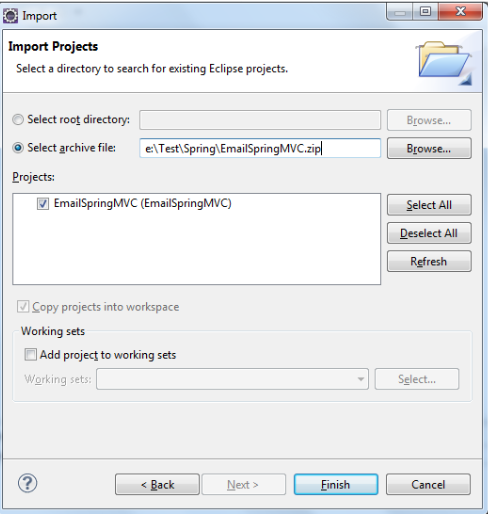 Import
Import Projects
Select a directory to search for existing Eclipse projects.
Select root directory:
Browse...
Select archive file:
e:\Test\Spring\EmailSpringMVC.zip
Browse...
Projects:
EmailSpringMVC (EmailSpringMVC)
Select All
Deselect All
Refresh
Copy projects into workspace
Working sets
Add project to working sets
Working sets:
Select...
?
< Back
Next >
Finish
Cancel